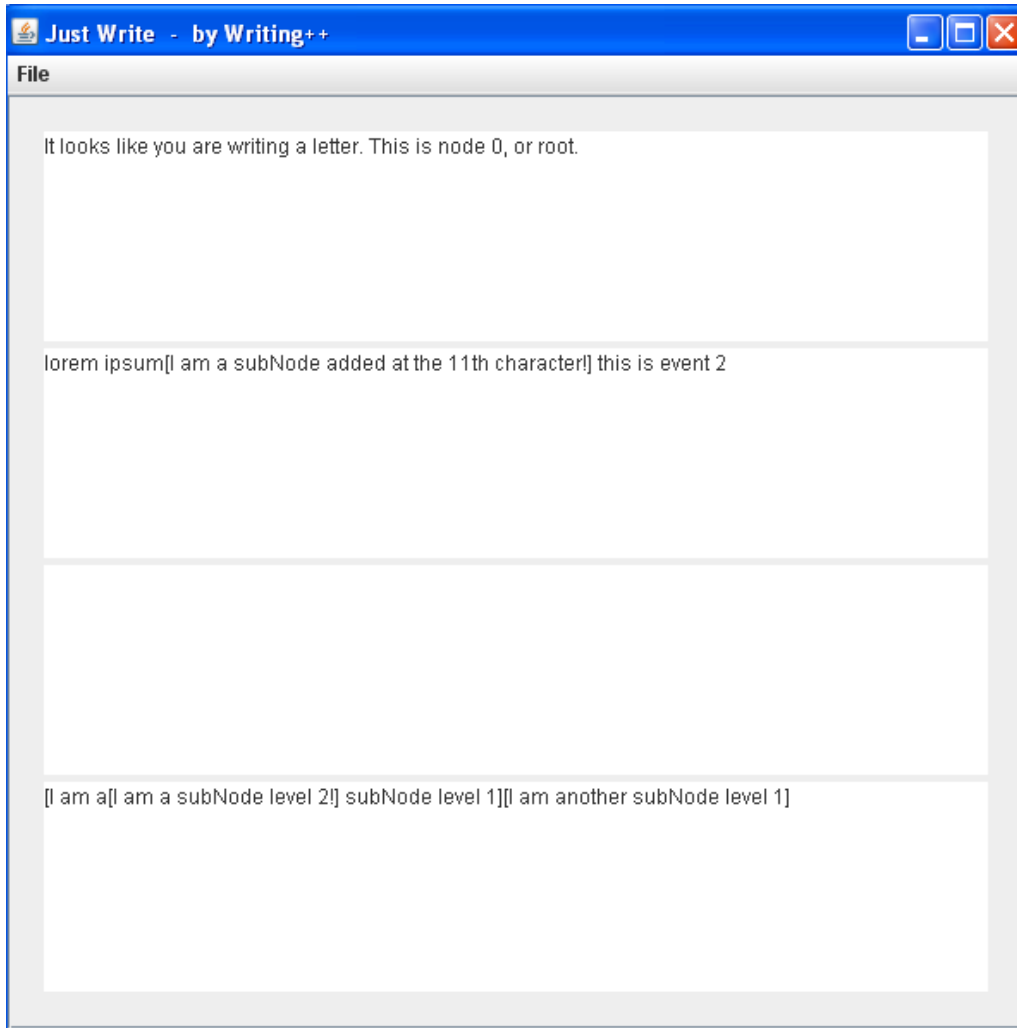 Just Write - by Writing++
File
It looks like you are writing a letter. This is node 0, or root.
lorem ipsum[I am a subNode added at the 11th character!] this is event 2
[I am a[I am a subNode level 2!] subNode level 1][I am another subNode level 1]